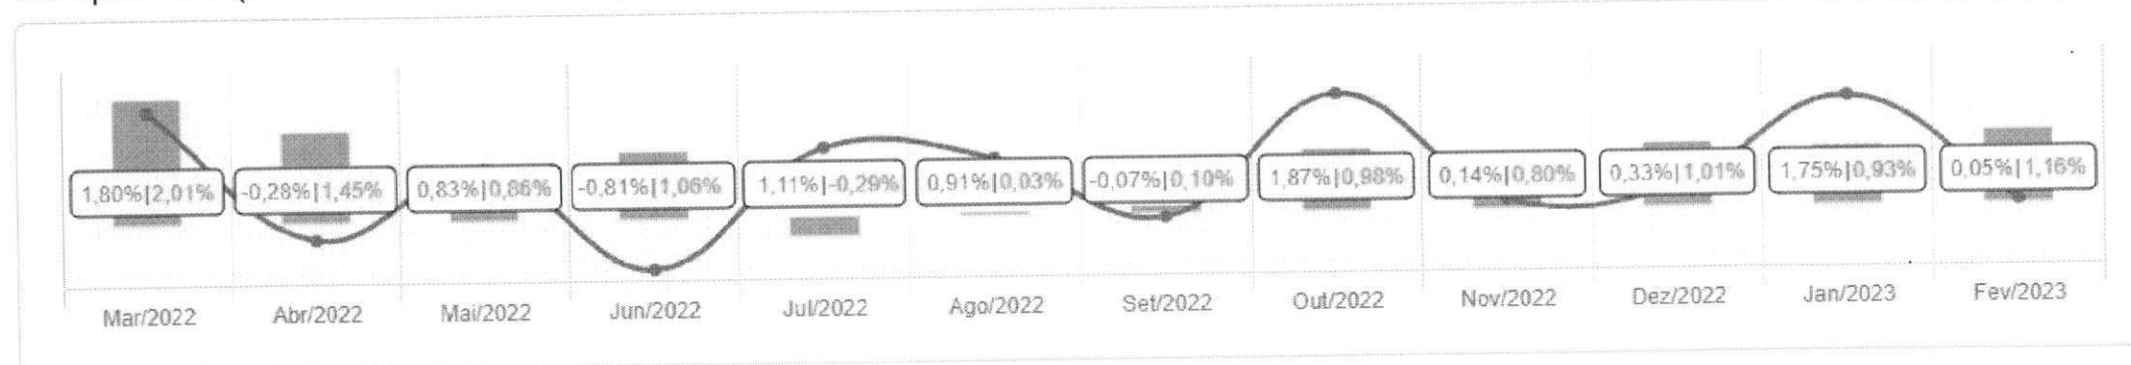 1,80%|2,01% -0,28%|1,45% 0,83%|0,86% -0,81%|1,06% 1,11%|-0,29% 0,91%|0,03% -0,07%|0,10% 1,87%|0,98% 0,14%|0,80% 0,33%|1,01% 1,75%|0,93% 0,05%|1,16%
Mar/2022 Abr/2022 Mai/2022 Jun/2022 Jul/2022 Ago/2022 Set/2022 Out/2022 Nov/2022 Dez/2022 Jan/2023 Fev/2023